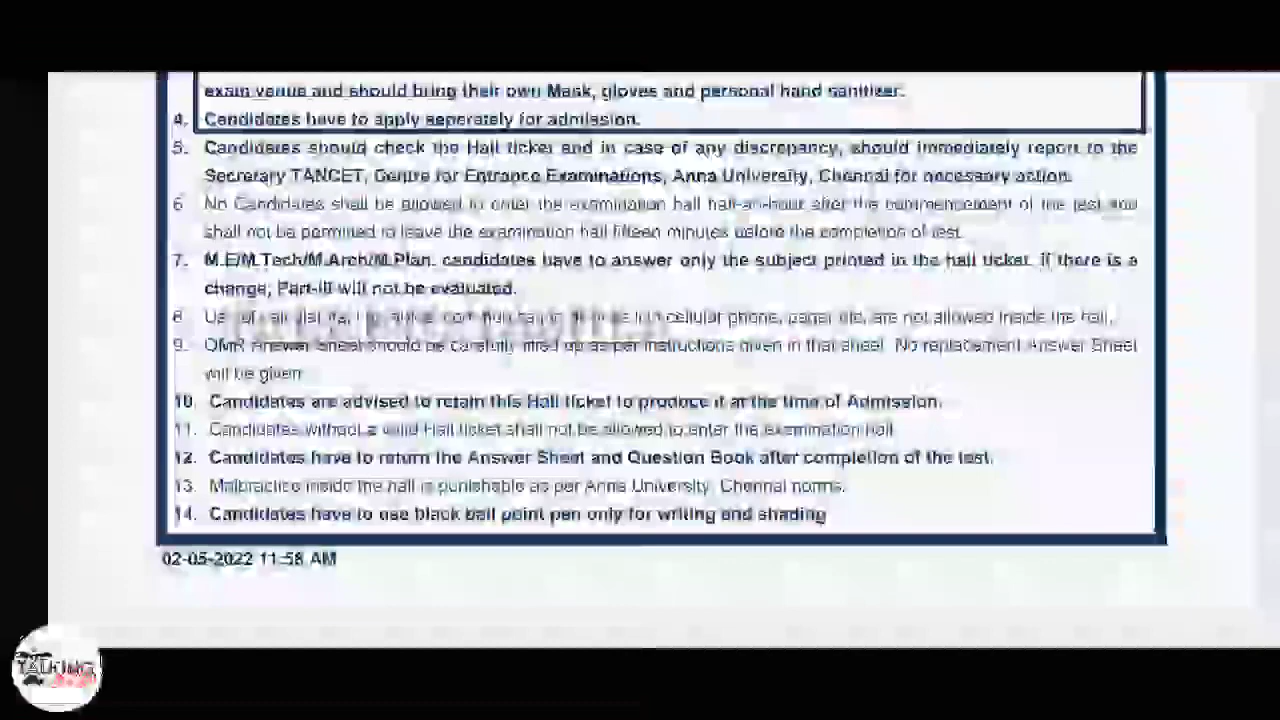 exam venue and should bring their own Mask, gloves and personal hand sanitizer.
4. Candidates have to apply seperately for admission.
5. Candidates should check the Hall ticket and in case of any discrepancy, should immediately report to the
Secretary TANCET, Centre for Entrance Examinations, Anna University, Chennai for necessary action.
6. No Candidates shall be allowed to enter the examination hall half-an-hour after the commencement of the test and
shall not be permitted to leave the examination hall fifteen minutes before the completion of test.
7. M.E/M.Tech/M.Arch/M.Plan. candidates have to answer only the subject printed in the hall ticket. if there is a
change, Part-III will not be evaluated.
8. cellular phone, pager etc, are not allowed inside the hall.
9. OMR Answer Sheet should be carefully filled up as per instructions given in that sheet. No replacement Answer Sheet
will be given
10. Candidates are advised to retain this Hall ticket to produce it at the time of Admission.
11. Candidates without a valid Hall ticket shall not be allowed to enter the examination hall
12. Candidates have to return the Answer Sheet and Question Book after completion of the test.
13. Malpractice inside the hall is punishable as per Anna University, Chennai norms.
14. Candidates have to use black ball point pen only for writing and shading
02-05-2022 11:58 AM
TALKING